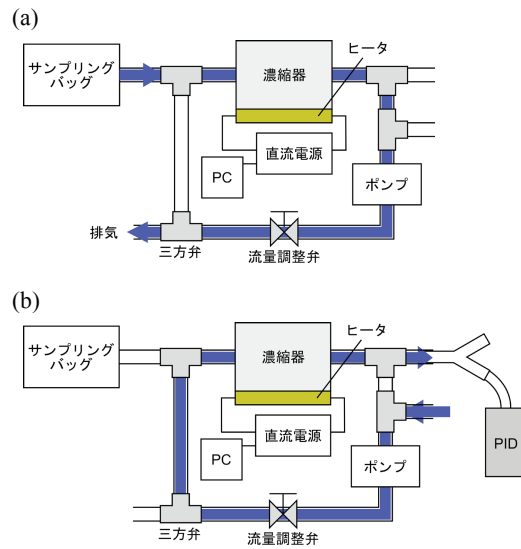 (a)
サンプリング
バッグ
濃縮器
ヒータ
直流電源
PC
ポンプ
排気
三方弁
流量調整弁
(b)
サンプリング
バッグ
濃縮器
ヒータ
直流電源
PC
ポンプ
PID
三方弁
流量調整弁